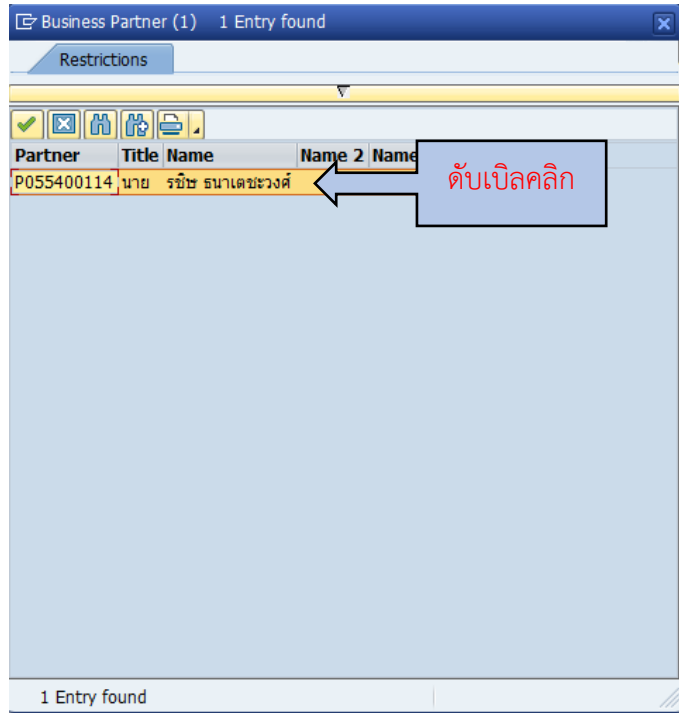 Business Partner (1) 1 Entry found
Restrictions
Partner Title Name Name 2 Name
P055400114 นาย รชิษ ธนาเตชะวงศ์
ดับเบิลคลิก
1 Entry found